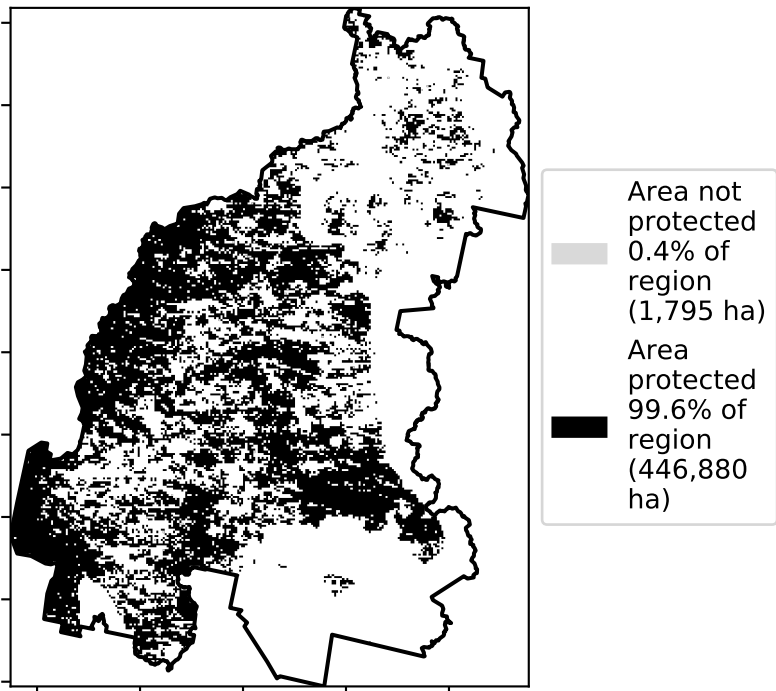 Area not
protected
0.4% of
region
(1,795 ha)
Area
protected
99.6% of
region
(446,880
ha)